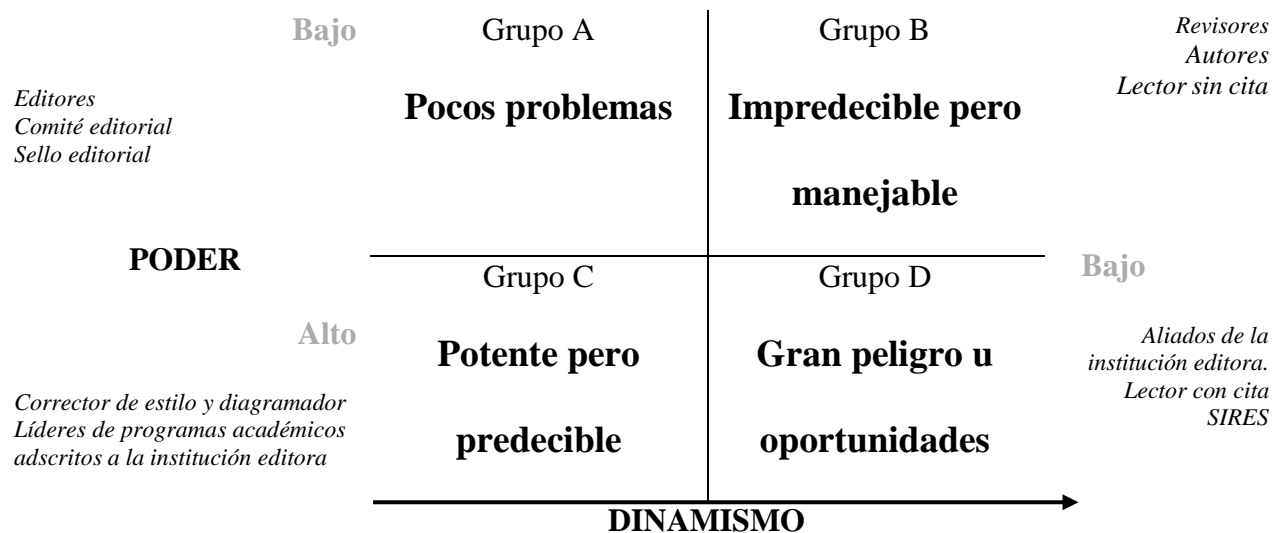 Bajo
Grupo A
Grupo B
Revisores
Autores
Lector sin cita
Editores
Comité editorial
Sello editorial
Pocos problemas
Impredecible pero
manejable
PODER
Bajo
Grupo C
Grupo D
Alto
Potente pero
predecible
Gran peligro u
oportunidades
Aliados de la
institución editora.
Lector con cita
SIRES
Corrector de estilo y diagramador
Líderes de programas académicos
adscritos a la institución editora
DINAMISMO